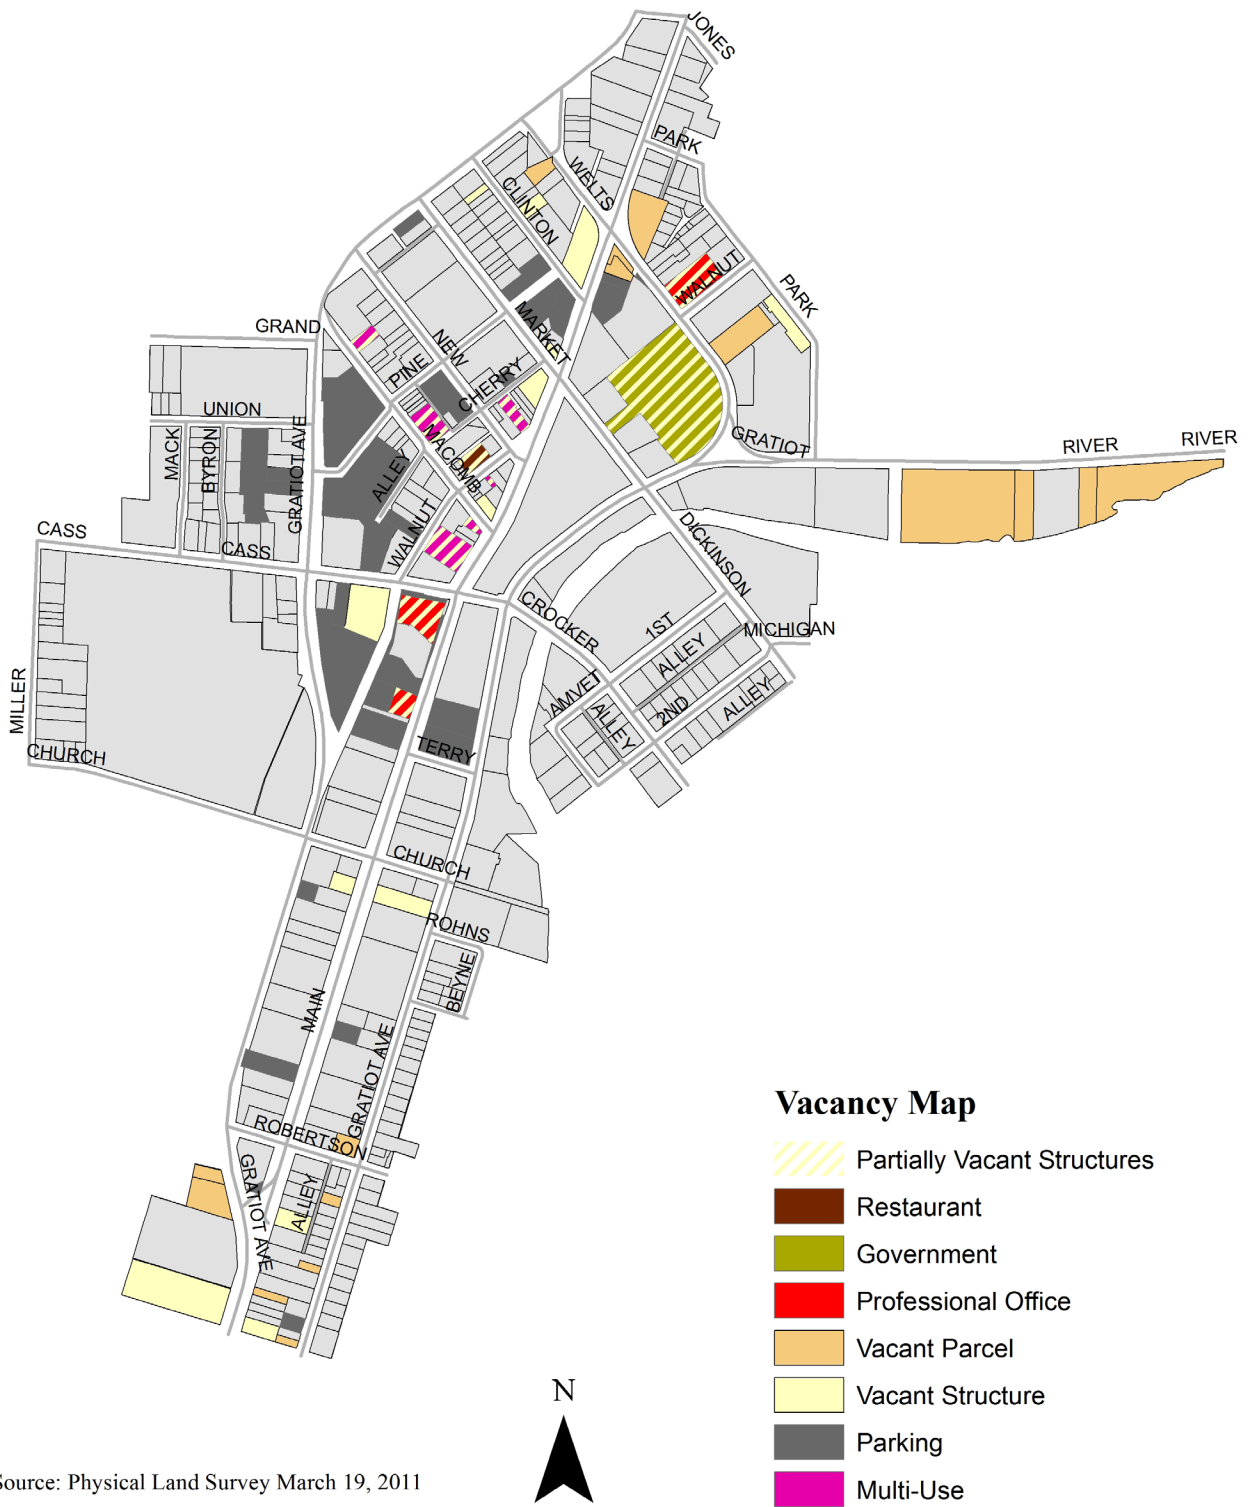 JONES
PARK
WELTS
CLINTON
WALNUT
PARK
MARKET
GRAND
NEW
PINE
CHERRY
UNION
GRATIOT AVE
MACK
BYRON
MACOMB
ALLEY
WALNUT
GRATIOT
RIVER
RIVER
CASS
CASS
DICKINSON
CROCKER
1ST
ALLEY
MICHIGAN
AMVET
ALLEY
2ND
ALLEY
MILLER
CHURCH
TERRY
CHURCH
ROHNS
BEYNE
MAIN
GRATIOT AVE
ROBERTSON
GRATIOT AVE
ALLEY
Vacancy Map
Partially Vacant Structures
Restaurant
Government
Professional Office
Vacant Parcel
Vacant Structure
Parking
Multi-Use
N
Source: Physical Land Survey March 19, 2011